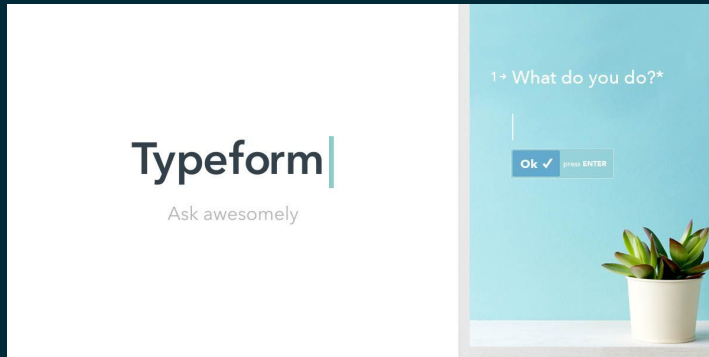 Typeform
Ask awesomely
1→ What do you do?*
Ok ✓ press ENTER